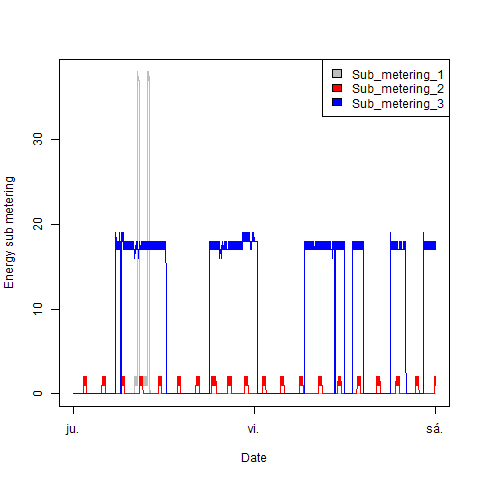 Sub_metering_1
Sub_metering_2
Sub_metering_3
Energy sub metering
30
20
10
0
ju.
vi.
sá.
Date